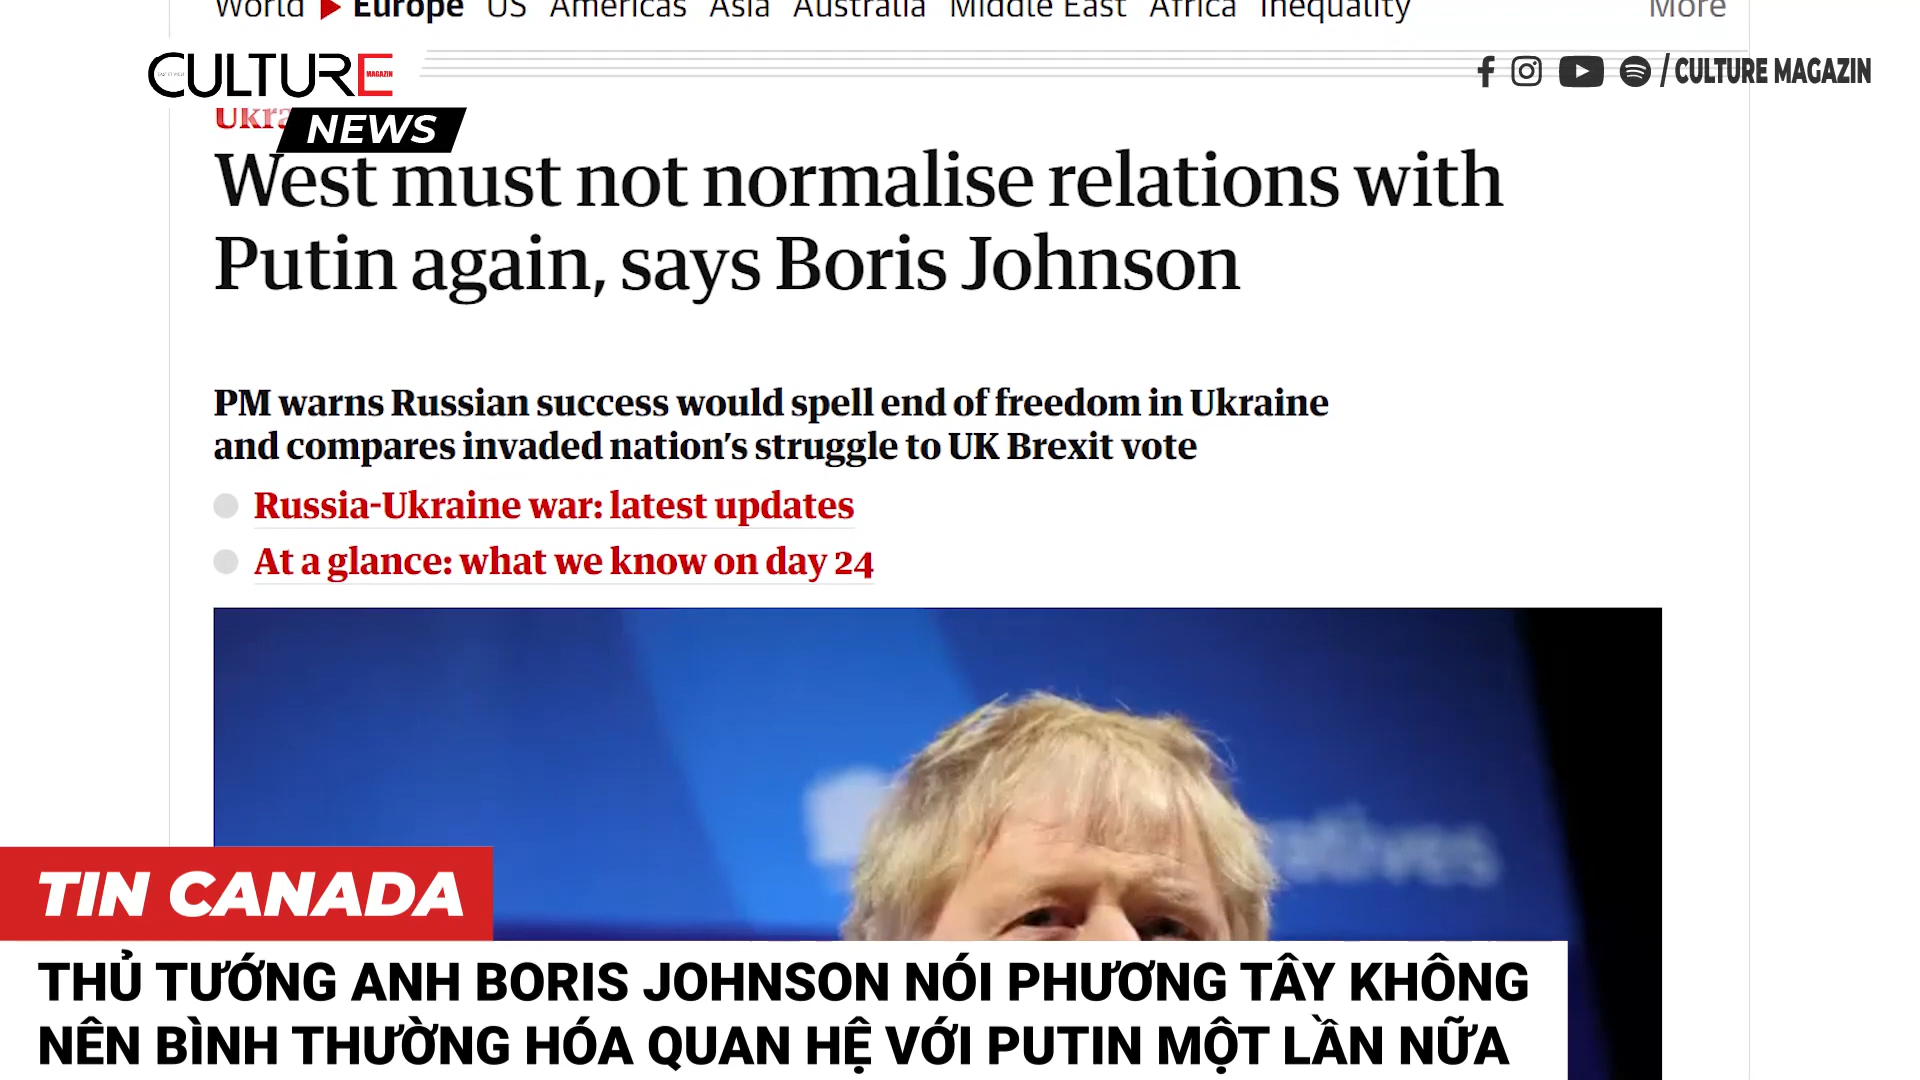 World Europe US Americas Asia Australia Middle East Africa Inequality More
CULTURE MAGAZIN
/ CULTURE MAGAZIN
NEWS
West must not normalise relations with
Putin again, says Boris Johnson
PM warns Russian success would spell end of freedom in Ukraine
and compares invaded nation's struggle to UK Brexit vote
Russia-Ukraine war: latest updates
At a glance: what we know on day 24
TIN CANADA
THỦ TƯỚNG ANH BORIS JOHNSON NÓI PHƯƠNG TÂY KHÔNG
NÊN BÌNH THƯỜNG HÓA QUAN HỆ VỚI PUTIN MỘT LẦN NỮA